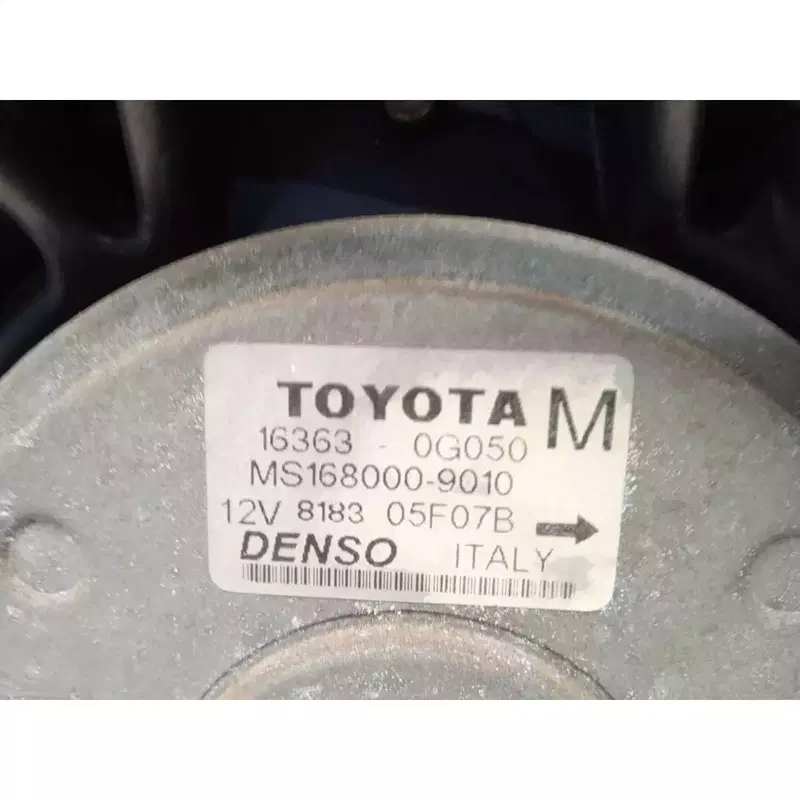 TOYOTA M
16363 - 0G050
MS168000-9010
12V 8183 05F07B
DENSO ITALY